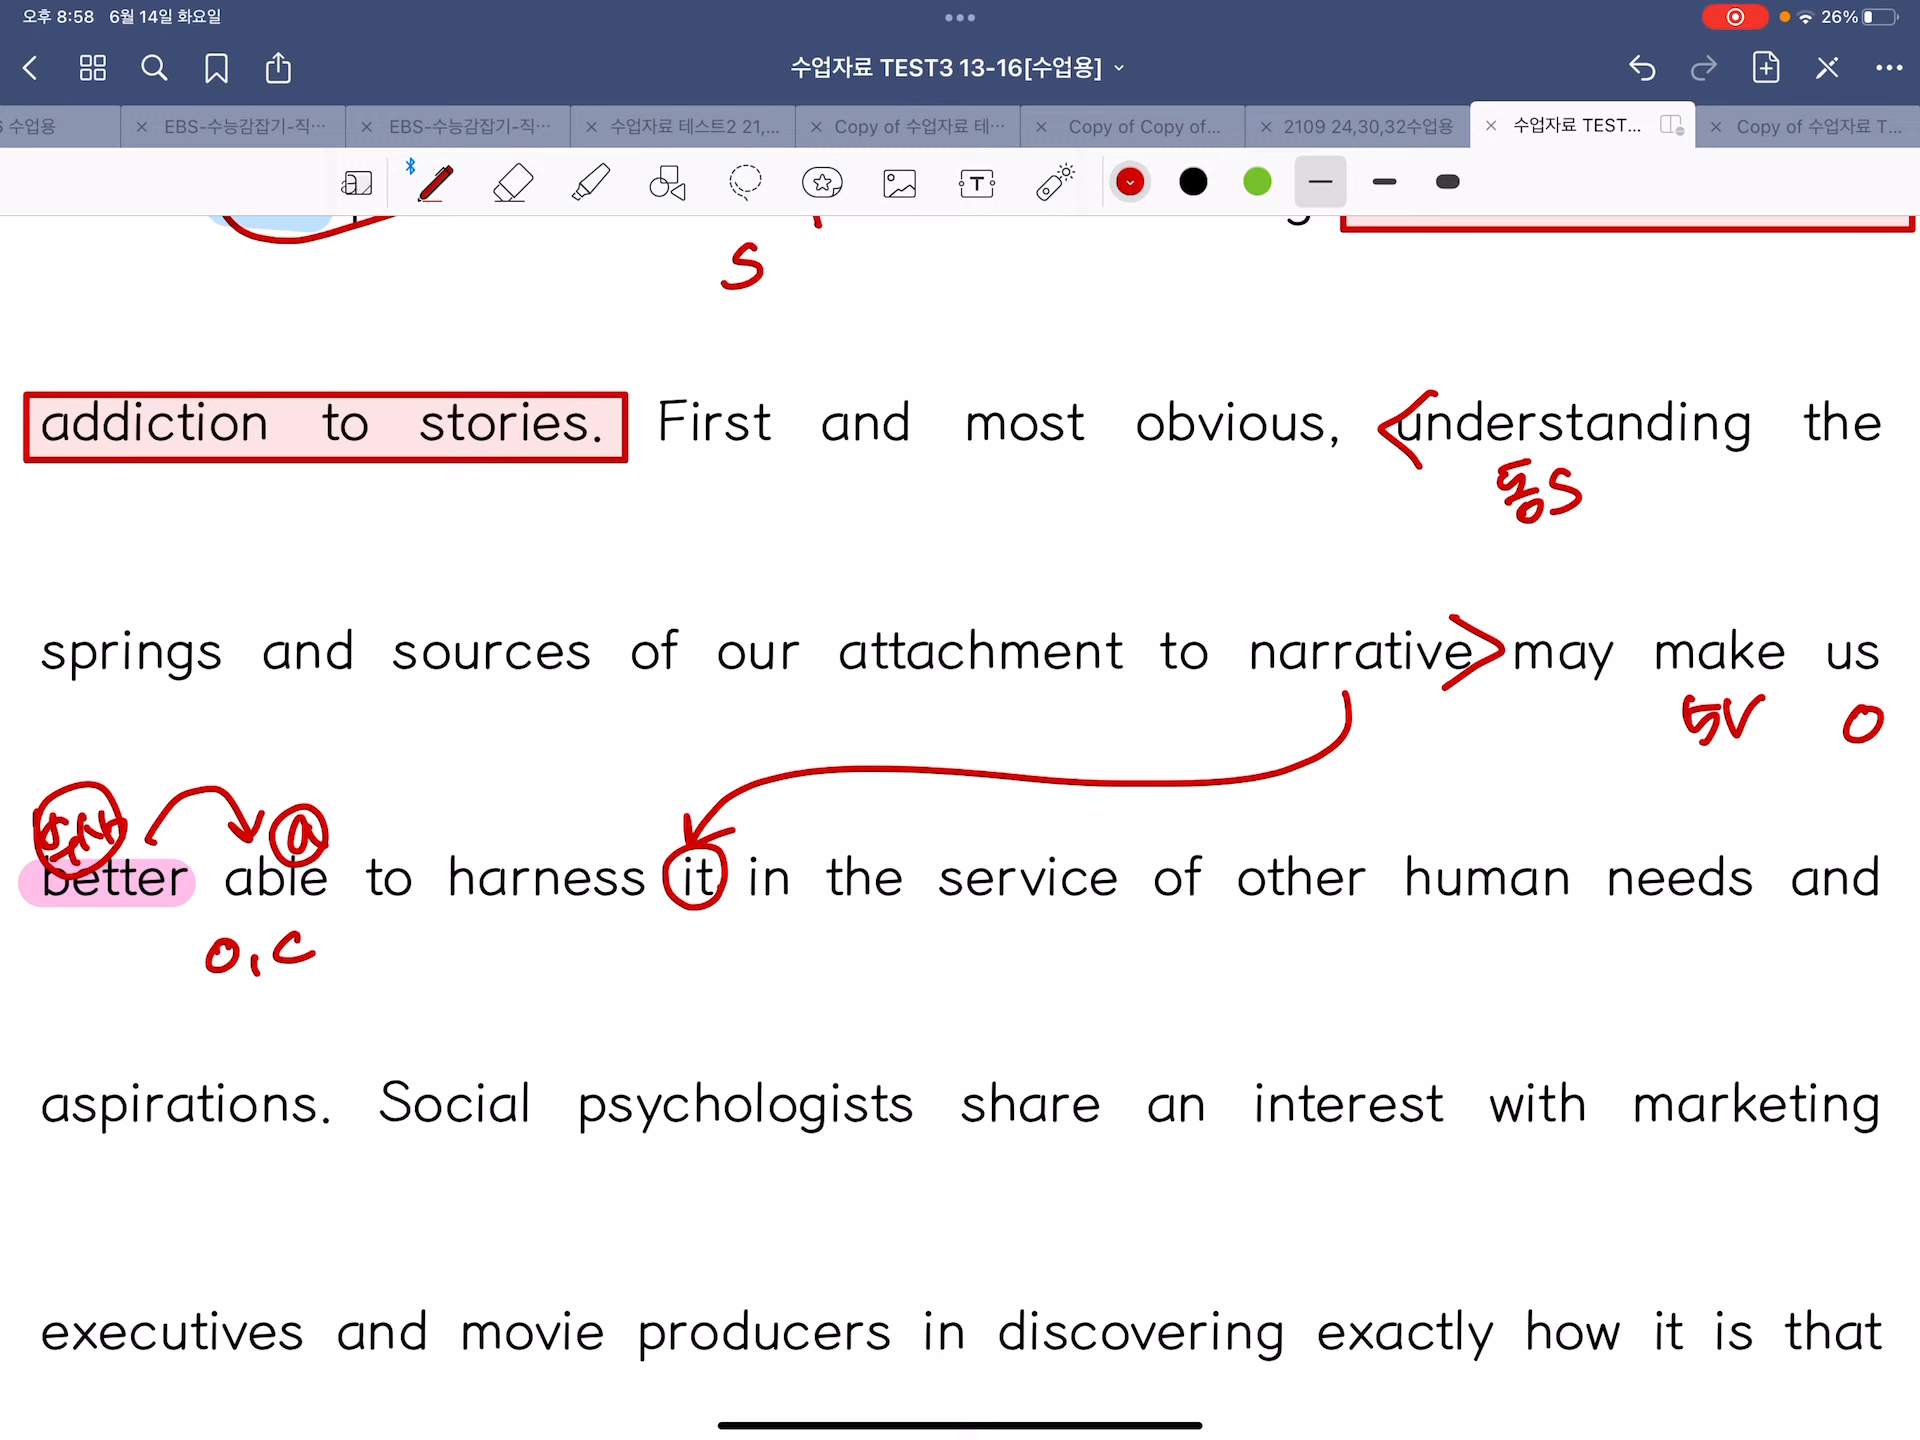 오후 8:58 6월 14일 화요일
26%
수업자료 TEST3 13-16[수업용]
6 수업용
EBS-수능감잡기-직…
EBS-수능감잡기-직…
수업자료 테스트2 21,...
Copy of 수업자료 테…
Copy of Copy of...
2109 24,30,32수업용
수업자료 TEST...
Copy of 수업자료 T...
S
addiction to stories. First and most obvious, understanding the
동S
springs and sources of our attachment to narrative may make us
5V O
a
better able to harness it in the service of other human needs and
O, C
aspirations. Social psychologists share an interest with marketing
executives and movie producers in discovering exactly how it is that